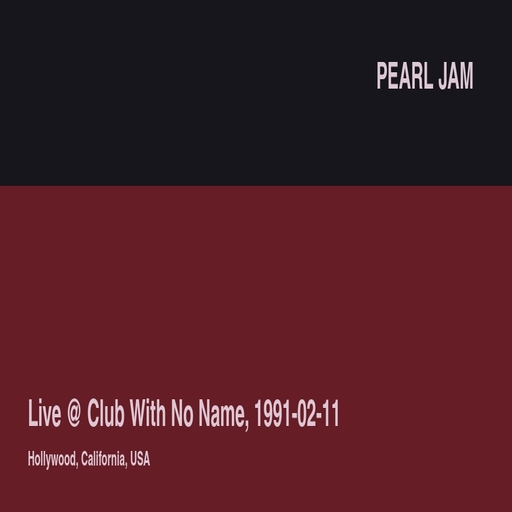 PEARL JAM
Live @ Club With No Name, 1991-02-11
Hollywood, California, USA